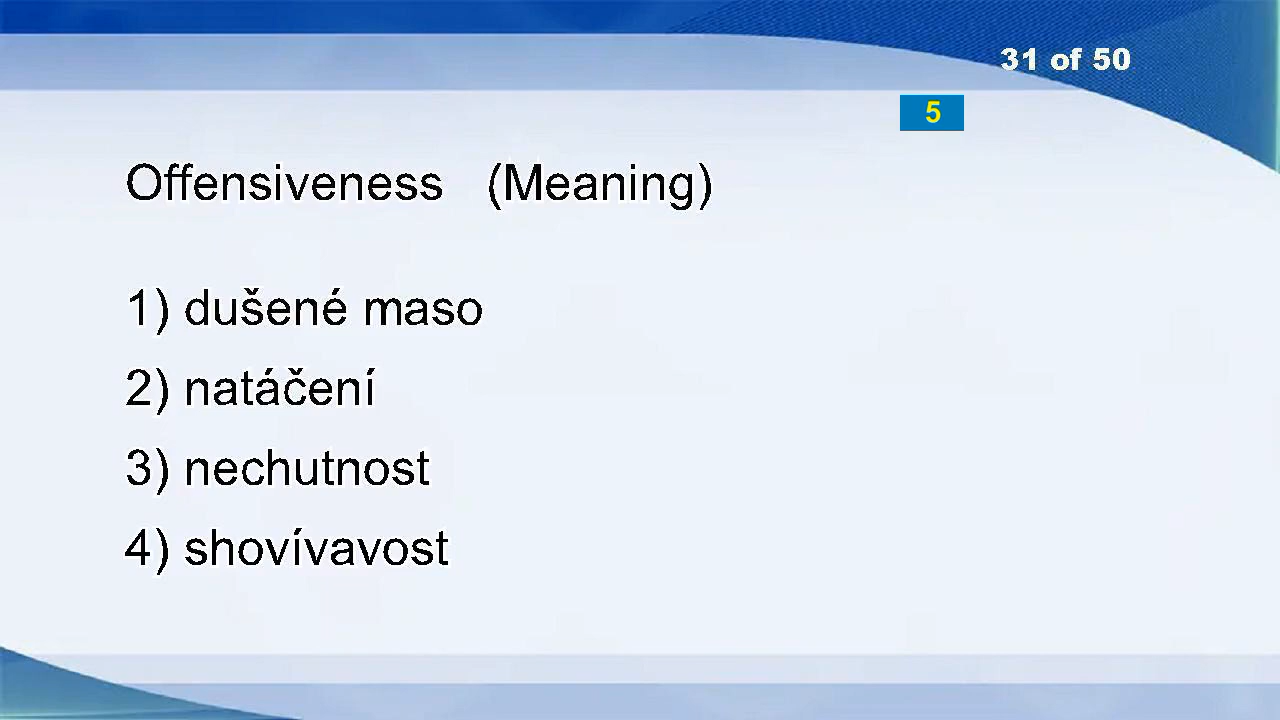 31 of 50
5
Offensiveness (Meaning)
1) dušené maso
2) natáčení
3) nechutnost
4) shovívavost